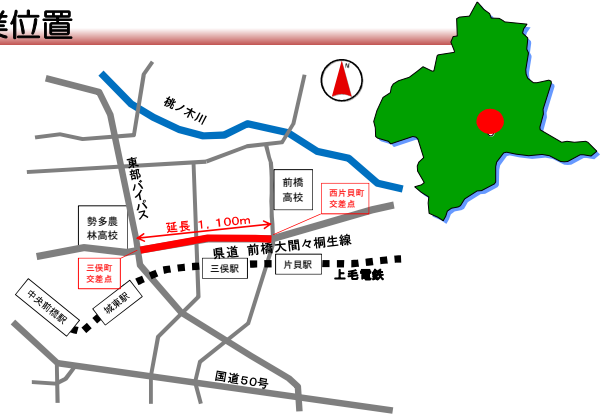 業位置
N
桃ノ木川
東部バイパス
前橋
高校
西片貝町
交差点
勢多農
林高校
延長 1,100m
県道 前橋大間々桐生線
三俣町
交差点
三俣駅
片貝駅
上毛電鉄
城東駅
中央前橋駅
国道50号